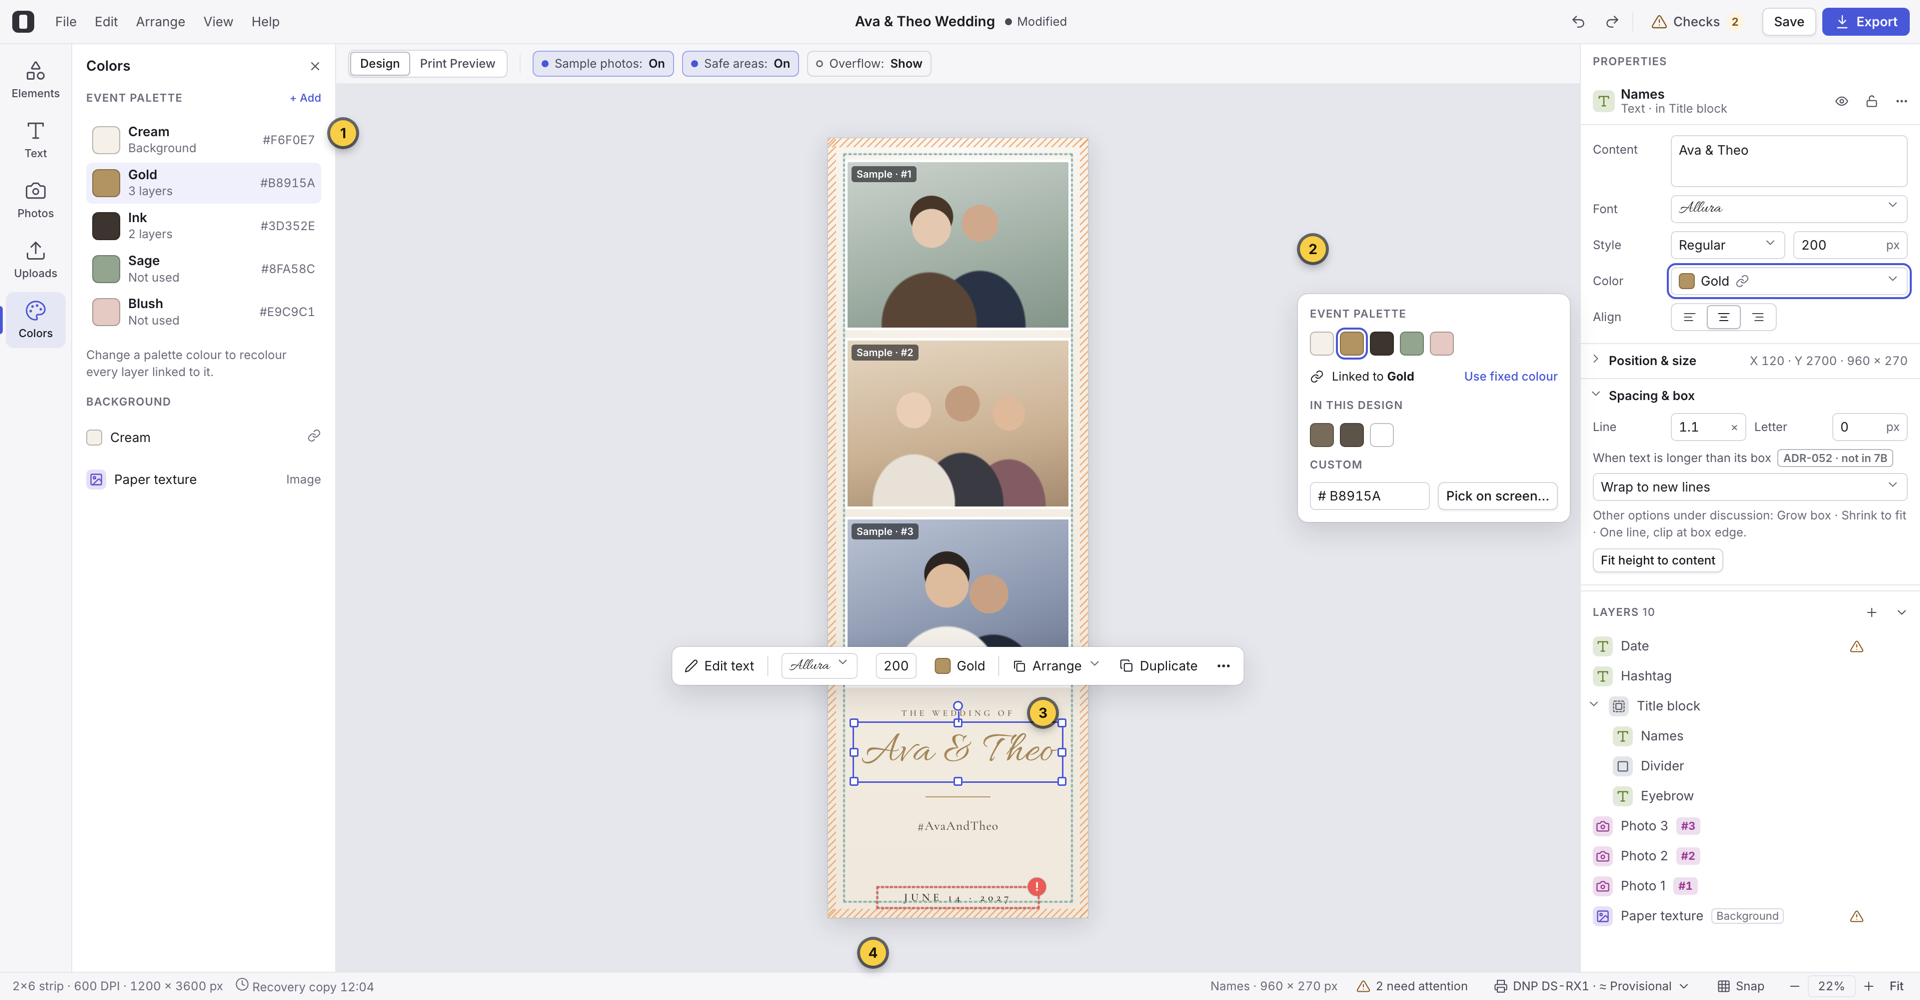 File Edit Arrange View Help
Ava & Theo Wedding Modified
Checks 2 Save Export
Elements
Text
Photos
Uploads
Colors
Colors
EVENT PALETTE + Add
Cream
Background
#F6F0E7
Gold
3 layers
#B8915A
Ink
2 layers
#3D352E
Sage
Not used
#8FA58C
Blush
Not used
#E9C9C1
Change a palette colour to recolour
every layer linked to it.
BACKGROUND
Cream
Paper texture Image
1
Design Print Preview Sample photos: On Safe areas: On Overflow: Show
Sample · #1
Sample · #2
Sample · #3
Edit text Allura 200 Gold Arrange Duplicate
THE WEDDING OF
3
Ava & Theo
#AvaAndTheo
!
JUNE 14 · 2027
4
2
EVENT PALETTE
Linked to Gold Use fixed colour
IN THIS DESIGN
CUSTOM
# B8915A Pick on screen...
PROPERTIES
Names
Text · in Title block
Content Ava & Theo
Font Allura
Style Regular 200 px
Color Gold
Align
Position & size X 120 · Y 2700 · 960 × 270
Spacing & box
Line 1.1 × Letter 0 px
When text is longer than its box ADR-052 · not in 7B
Wrap to new lines
Other options under discussion: Grow box · Shrink to fit
· One line, clip at box edge.
Fit height to content
LAYERS 10
Date
Hashtag
Title block
Names
Divider
Eyebrow
Photo 3 #3
Photo 2 #2
Photo 1 #1
Paper texture Background
2×6 strip · 600 DPI · 1200 × 3600 px Recovery copy 12:04
Names · 960 × 270 px 2 need attention DNP DS-RX1 · ≈ Provisional Snap 22% Fit